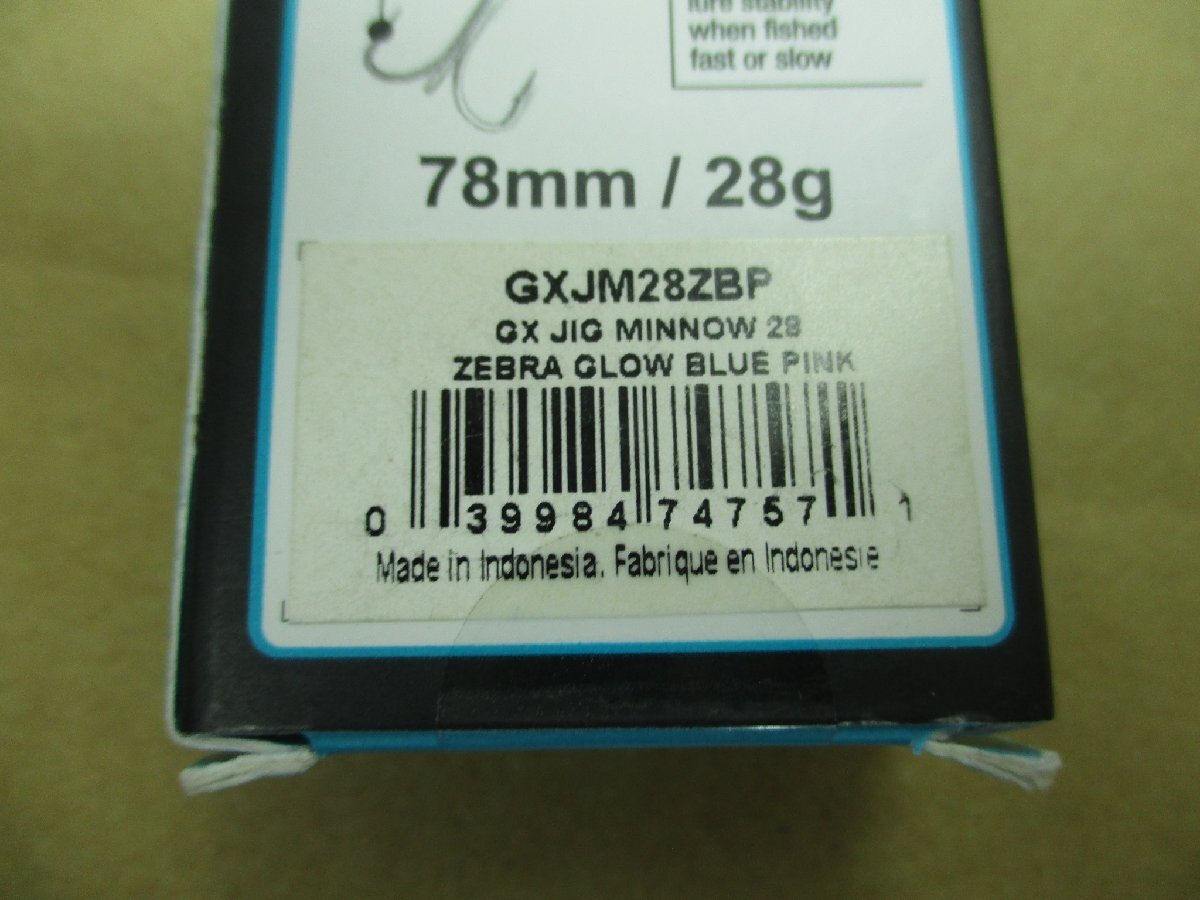 lure stability
when fished
fast or slow
78mm / 28g
GXJM28ZBP
GX JIG MINNOW 28
ZEBRA GLOW BLUE PINK
0 39984 74757 1
Made in Indonesia. Fabrique en Indonesie